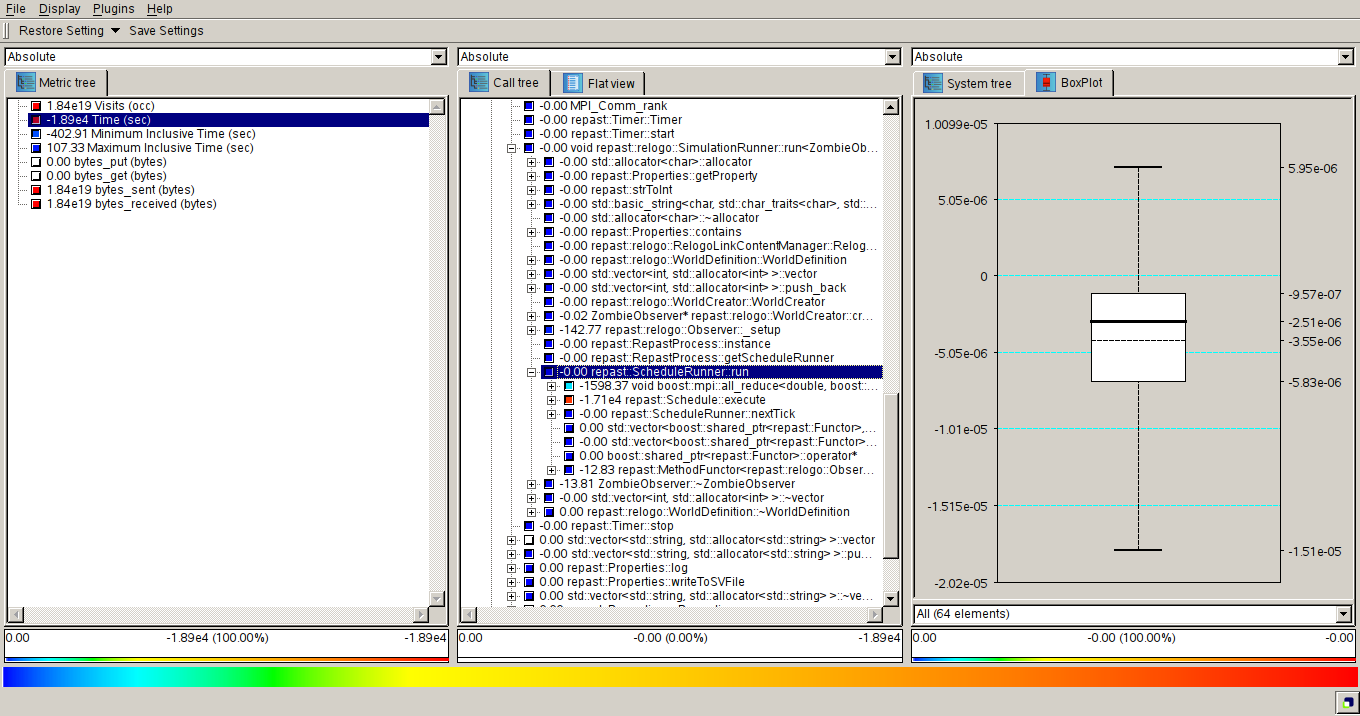 File Display Plugins Help
Restore Setting Save Settings
Absolute
Metric tree
1.84e19 Visits (occ)
-1.89e4 Time (sec)
-402.91 Minimum Inclusive Time (sec)
107.33 Maximum Inclusive Time (sec)
0.00 bytes_put (bytes)
0.00 bytes_get (bytes)
1.84e19 bytes_sent (bytes)
1.84e19 bytes_received (bytes)
0.00 -1.89e4 (100.00%) -1.89e4
Absolute
Call tree Flat view
-0.00 MPI_Comm_rank
-0.00 repast::Timer::Timer
-0.00 repast::Timer::start
-0.00 void repast::relogo::SimulationRunner::run<ZombieOb...
-0.00 std::allocator<char>::allocator
-0.00 repast::Properties::getProperty
-0.00 repast::strToInt
-0.00 std::basic_string<char, std::char_traits<char>, std::...
-0.00 std::allocator<char>::~allocator
-0.00 repast::Properties::contains
-0.00 repast::relogo::RelogoLinkContentManager::Relog...
-0.00 repast::relogo::WorldDefinition::WorldDefinition
-0.00 std::vector<int, std::allocator<int> >::vector
-0.00 std::vector<int, std::allocator<int> >::push_back
-0.00 repast::relogo::WorldCreator::WorldCreator
-0.02 ZombieObserver* repast::relogo::WorldCreator::cr...
-142.77 repast::relogo::Observer::_setup
-0.00 repast::RepastProcess::instance
-0.00 repast::RepastProcess::getScheduleRunner
-0.00 repast::ScheduleRunner::run
-1598.37 void boost::mpi::all_reduce<double, boost::...
-1.71e4 repast::Schedule::execute
-0.00 repast::ScheduleRunner::nextTick
0.00 std::vector<boost::shared_ptr<repast::Functor>,...
-0.00 std::vector<boost::shared_ptr<repast::Functor>...
0.00 boost::shared_ptr<repast::Functor>::operator*
-12.83 repast::MethodFunctor<repast::relogo::Obser...
-13.81 ZombieObserver::~ZombieObserver
-0.00 std::vector<int, std::allocator<int> >::~vector
0.00 repast::relogo::WorldDefinition::~WorldDefinition
-0.00 repast::Timer::stop
0.00 std::vector<std::string, std::allocator<std::string> >::vector
-0.00 std::vector<std::string, std::allocator<std::string> >::pu...
0.00 repast::Properties::log
0.00 repast::Properties::writeToSVFile
0.00 std::vector<std::string, std::allocator<std::string> >::~ve...
0.00 -0.00 (0.00%) -1.89e4
Absolute
System tree BoxPlot
1.0099e-05
5.95e-06
5.05e-06
0
-9.57e-07
-2.51e-06
-3.55e-06
-5.05e-06
-5.83e-06
-1.01e-05
-1.515e-05
-1.51e-05
-2.02e-05
All (64 elements)
0.00 -0.00 (100.00%) -0.00